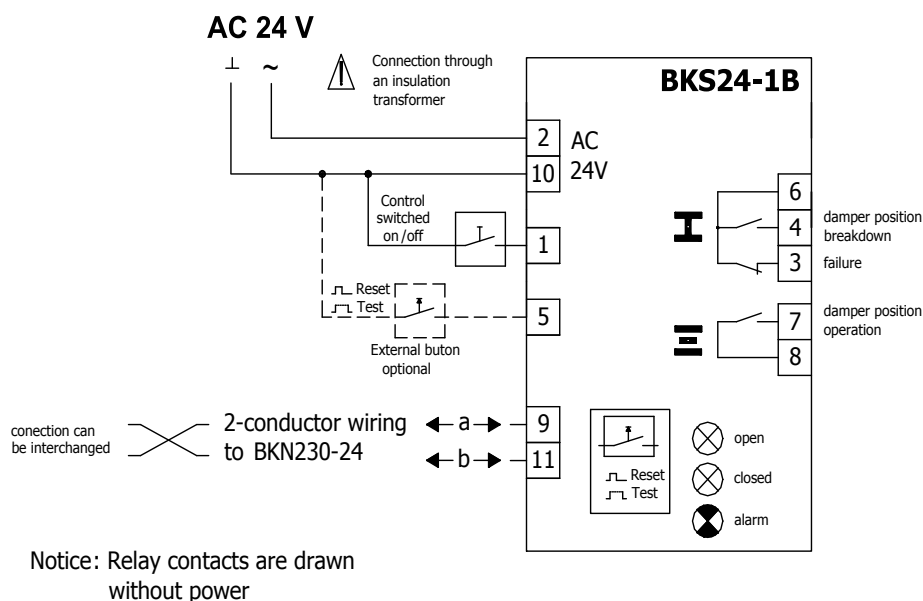 AC 24 V
⊥ ~
Connection through
an insulation
transformer
BKS24-1B
2
10
AC
24V
Control
switched
on/off
1
Reset
Test
External buton
optional
5
6
4
3
damper position
breakdown
failure
7
8
damper position
operation
conection can
be interchanged
2-conductor wiring
to BKN230-24
a
b
9
11
Reset
Test
open
closed
alarm
Notice: Relay contacts are drawn
without power